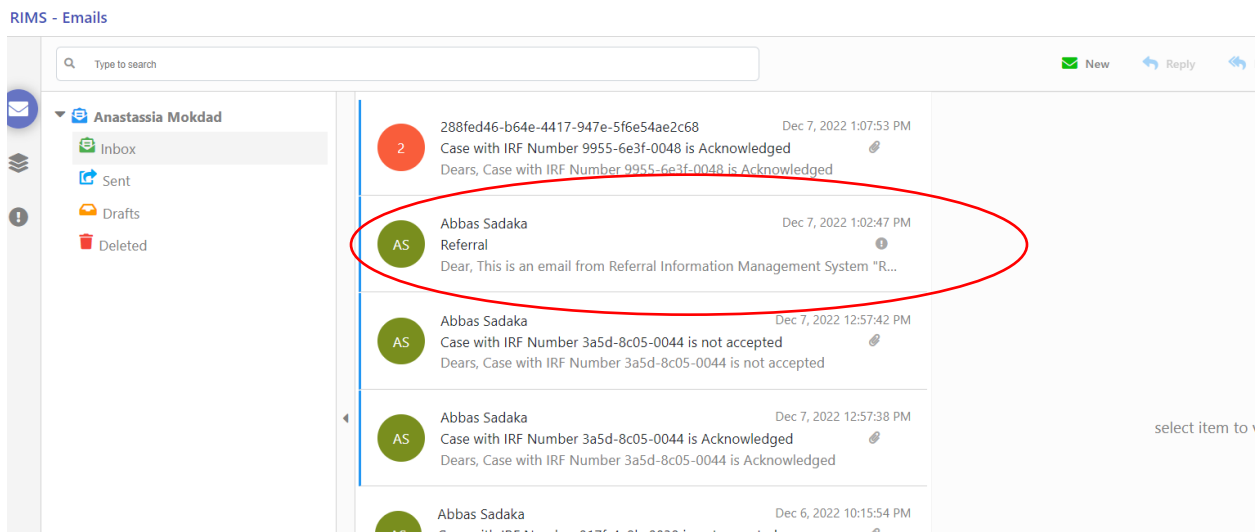 RIMS - Emails
Type to search
New
Reply
Anastassia Mokdad
Inbox
Sent
Drafts
Deleted
2
288fed46-b64e-4417-947e-5f6e54ae2c68 Dec 7, 2022 1:07:53 PM
Case with IRF Number 9955-6e3f-0048 is Acknowledged
Dears, Case with IRF Number 9955-6e3f-0048 is Acknowledged
AS
Abbas Sadaka Dec 7, 2022 1:02:47 PM
Referral
Dear, This is an email from Referral Information Management System "R...
AS
Abbas Sadaka Dec 7, 2022 12:57:42 PM
Case with IRF Number 3a5d-8c05-0044 is not accepted
Dears, Case with IRF Number 3a5d-8c05-0044 is not accepted
AS
Abbas Sadaka Dec 7, 2022 12:57:38 PM
Case with IRF Number 3a5d-8c05-0044 is Acknowledged
Dears, Case with IRF Number 3a5d-8c05-0044 is Acknowledged
Abbas Sadaka Dec 6, 2022 10:15:54 PM
select item to